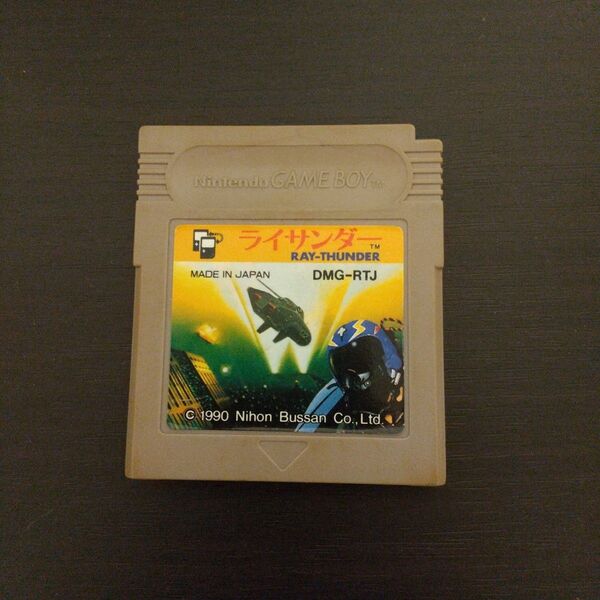 Nintendo GAME BOY TM
ライサンダー TM
RAY-THUNDER
MADE IN JAPAN DMG-RTJ
© 1990 Nihon Bussan Co., Ltd.